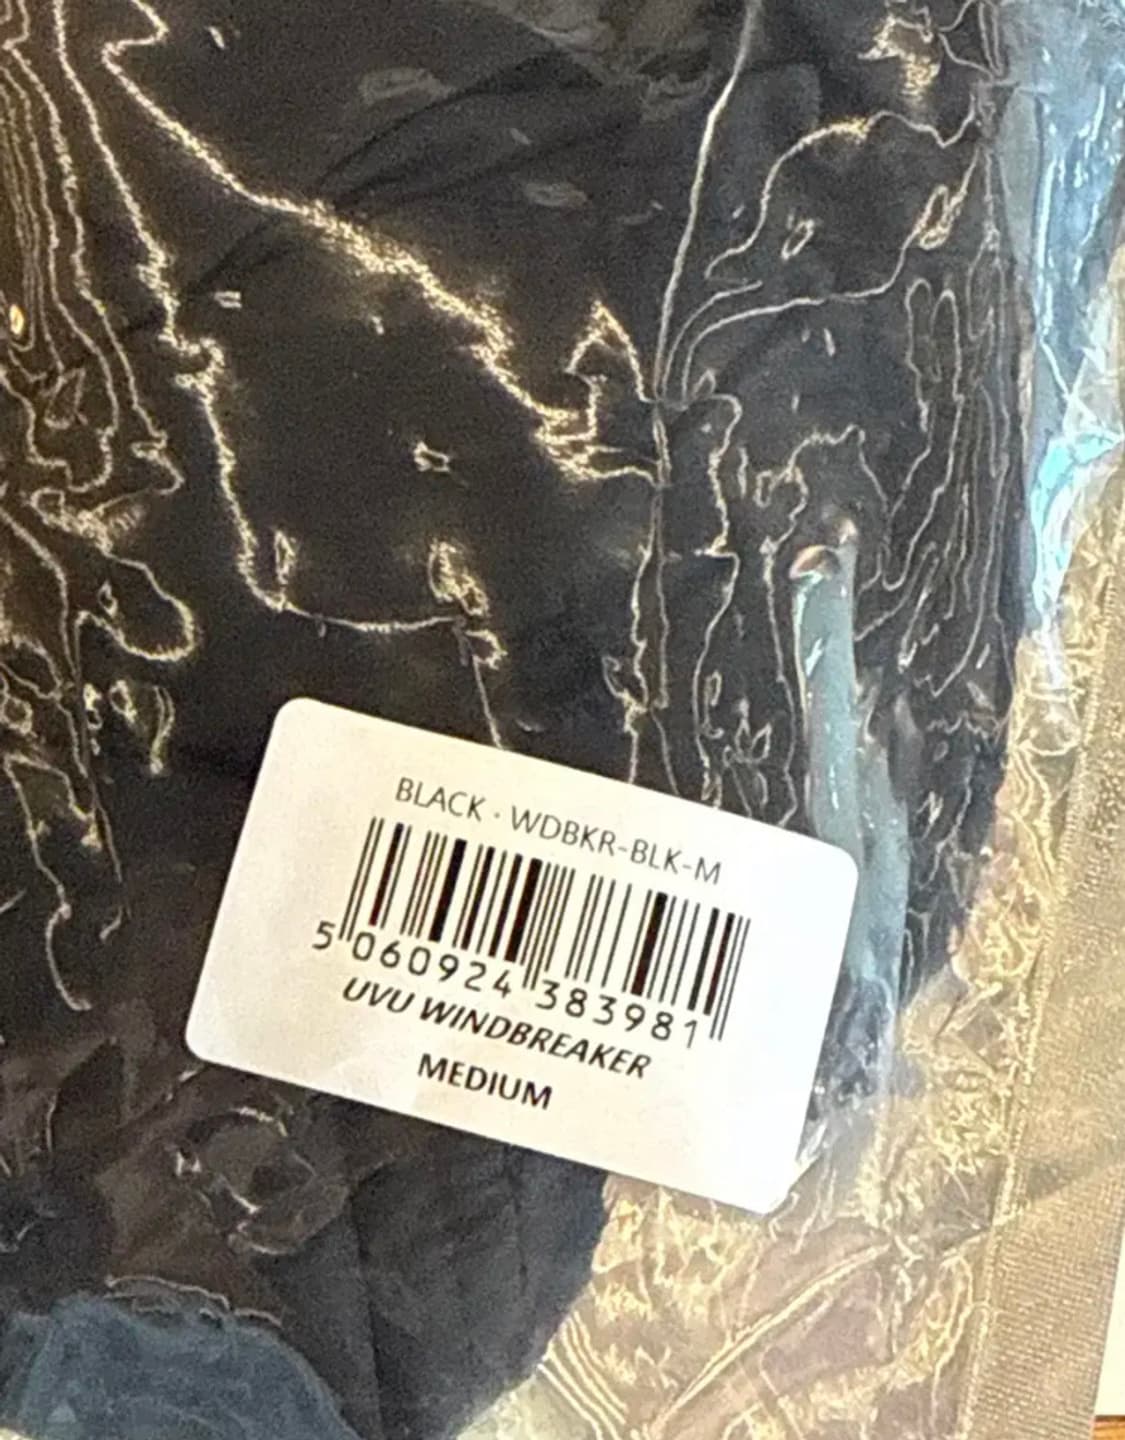 BLACK · WDBKR-BLK-M
5 060924 383981
UVU WINDBREAKER
MEDIUM